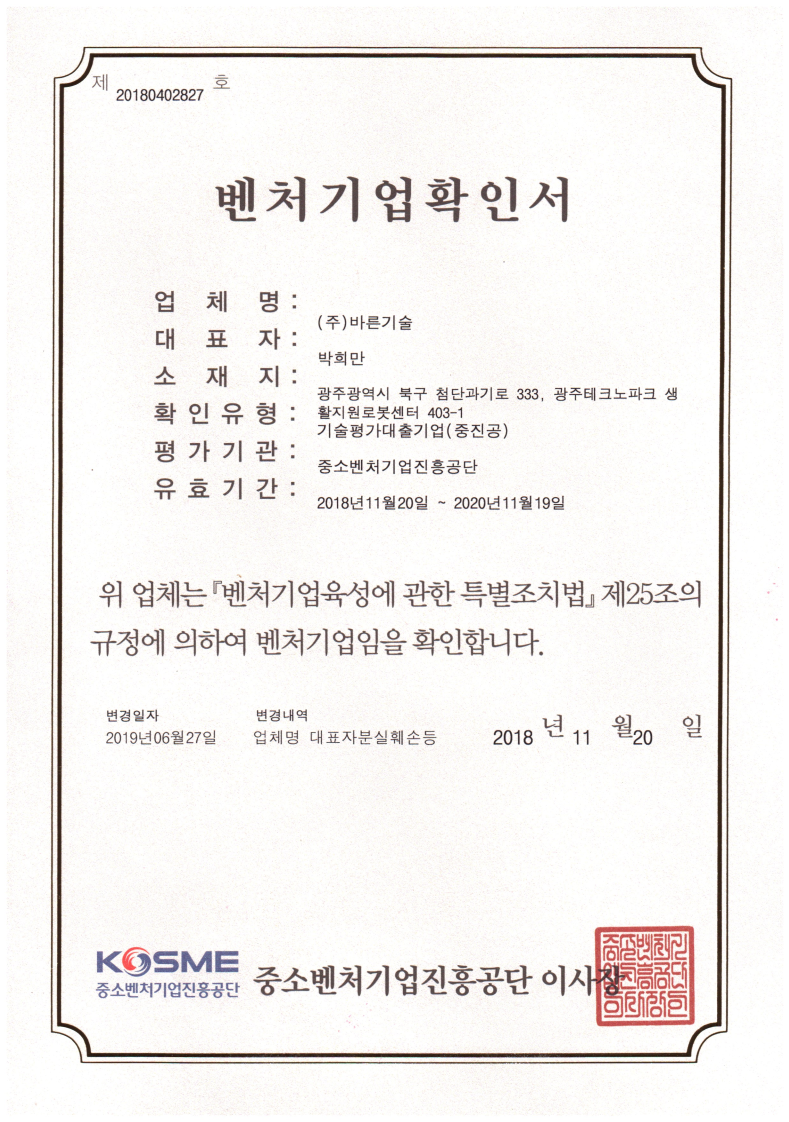 제 20180402827 호
벤처기업확인서
업 체 명 : (주)바른기술
대 표 자 : 박희만
소 재 지 : 광주광역시 북구 첨단과기로 333, 광주테크노파크 생
활지원로봇센터 403-1
확인유형 : 기술평가대출기업(중진공)
평가기관 : 중소벤처기업진흥공단
유효기간 : 2018년11월20일 ~ 2020년11월19일
위 업체는『벤처기업육성에 관한 특별조치법』제25조의
규정에 의하여 벤처기업임을 확인합니다.
변경일자 변경내역
2019년06월27일 업체명 대표자분실훼손등 2018 년 11 월 20 일
KOSME
중소벤처기업진흥공단 중소벤처기업진흥공단 이사장